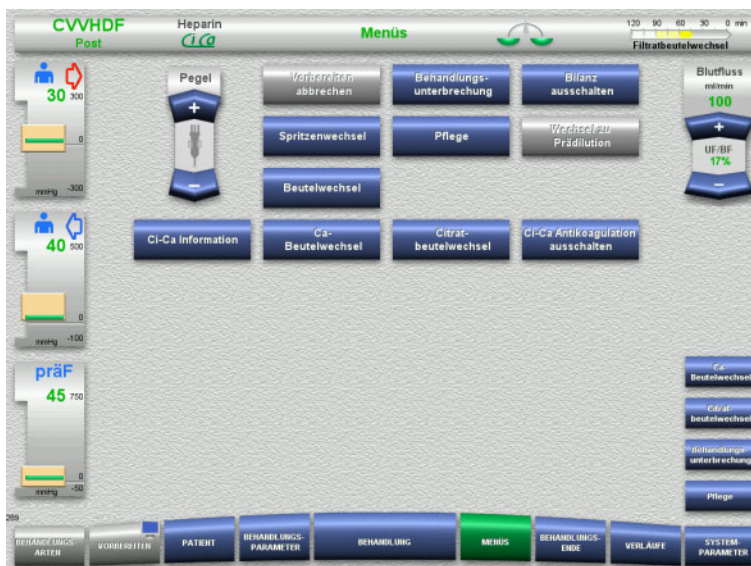 CVVHDF
Post
Heparin
CiCa
Menüs
120 90 60 30 0 min
Filtratbeutelwechsel
30 300
0
mmHg -300
40 500
0
mmHg -100
präF
45 750
0
mmHg -50
Pegel
+
−
Vorbereiten
abbrechen
Behandlungs-
unterbrechung
Bilanz
ausschalten
Spritzenwechsel
Pflege
Wechsel zu
Prädilution
Beutelwechsel
Ci-Ca Information
Ca-
Beutelwechsel
Citrat-
beutelwechsel
Ci-Ca Antikoagulation
ausschalten
Blutfluss
ml/min
100
+
UF/BF
17%
−
Ca-
Beutelwechsel
Citrat-
beutelwechsel
Behandlungs-
unterbrechung
Pflege
289
BEHANDLUNGS-
ARTEN
VORBEREITEN
PATIENT
BEHANDLUNGS-
PARAMETER
BEHANDLUNG
MENÜS
BEHANDLUNGS-
ENDE
VERLÄUFE
SYSTEM-
PARAMETER